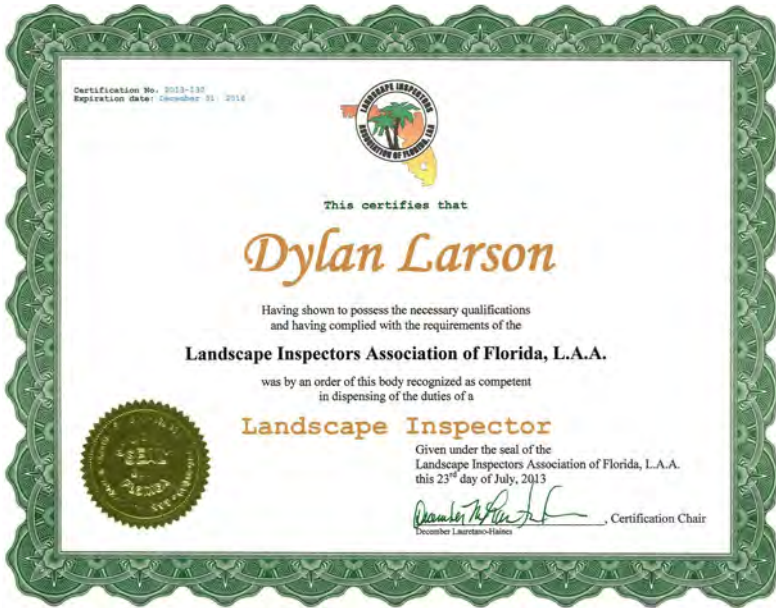 Certification No. 2013-130
Expiration date: December 31, 2014
LANDSCAPE INSPECTORS
ASSOCIATION OF FLORIDA, LAA
This certifies that
Dylan Larson
Having shown to possess the necessary qualifications
and having complied with the requirements of the
Landscape Inspectors Association of Florida, L.A.A.
was by an order of this body recognized as competent
in dispensing of the duties of a
Landscape Inspector
SEAL
FLORIDA
Given under the seal of the
Landscape Inspectors Association of Florida, L.A.A.
this 23rd day of July, 2013
, Certification Chair
December Lauretano-Haines